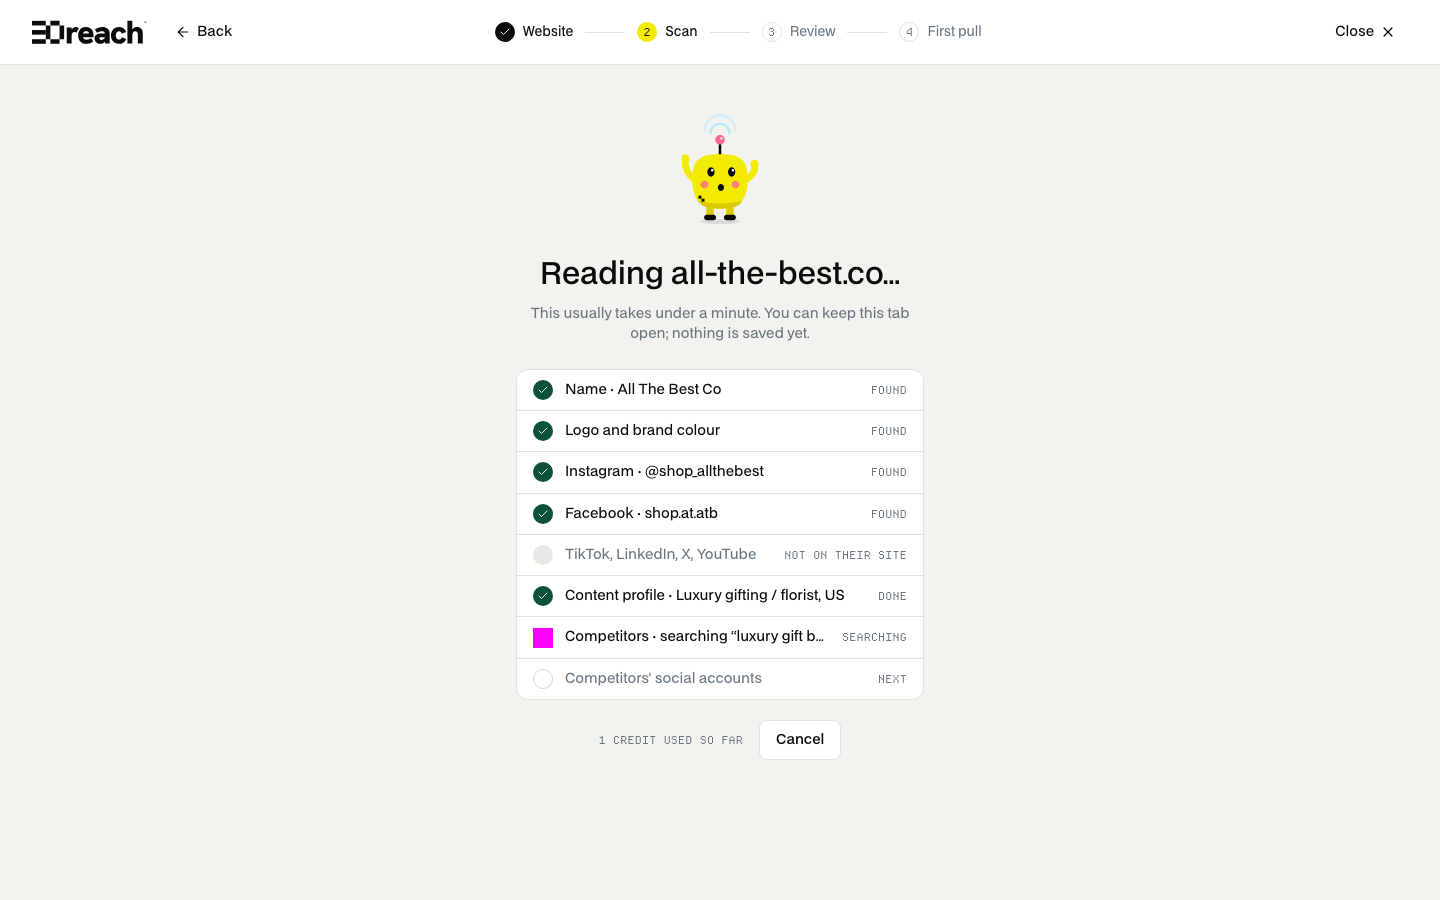 reach
Back
Website
2
Scan
3
Review
4
First pull
Close
Reading all-the-best.co...
This usually takes under a minute. You can keep this tab
open; nothing is saved yet.
Name · All The Best Co
FOUND
Logo and brand colour
FOUND
Instagram · @shop_allthebest
FOUND
Facebook · shop.at.atb
FOUND
TikTok, LinkedIn, X, YouTube
NOT ON THEIR SITE
Content profile · Luxury gifting / florist, US
DONE
Competitors · searching “luxury gift b...
SEARCHING
Competitors’ social accounts
NEXT
1 CREDIT USED SO FAR
Cancel